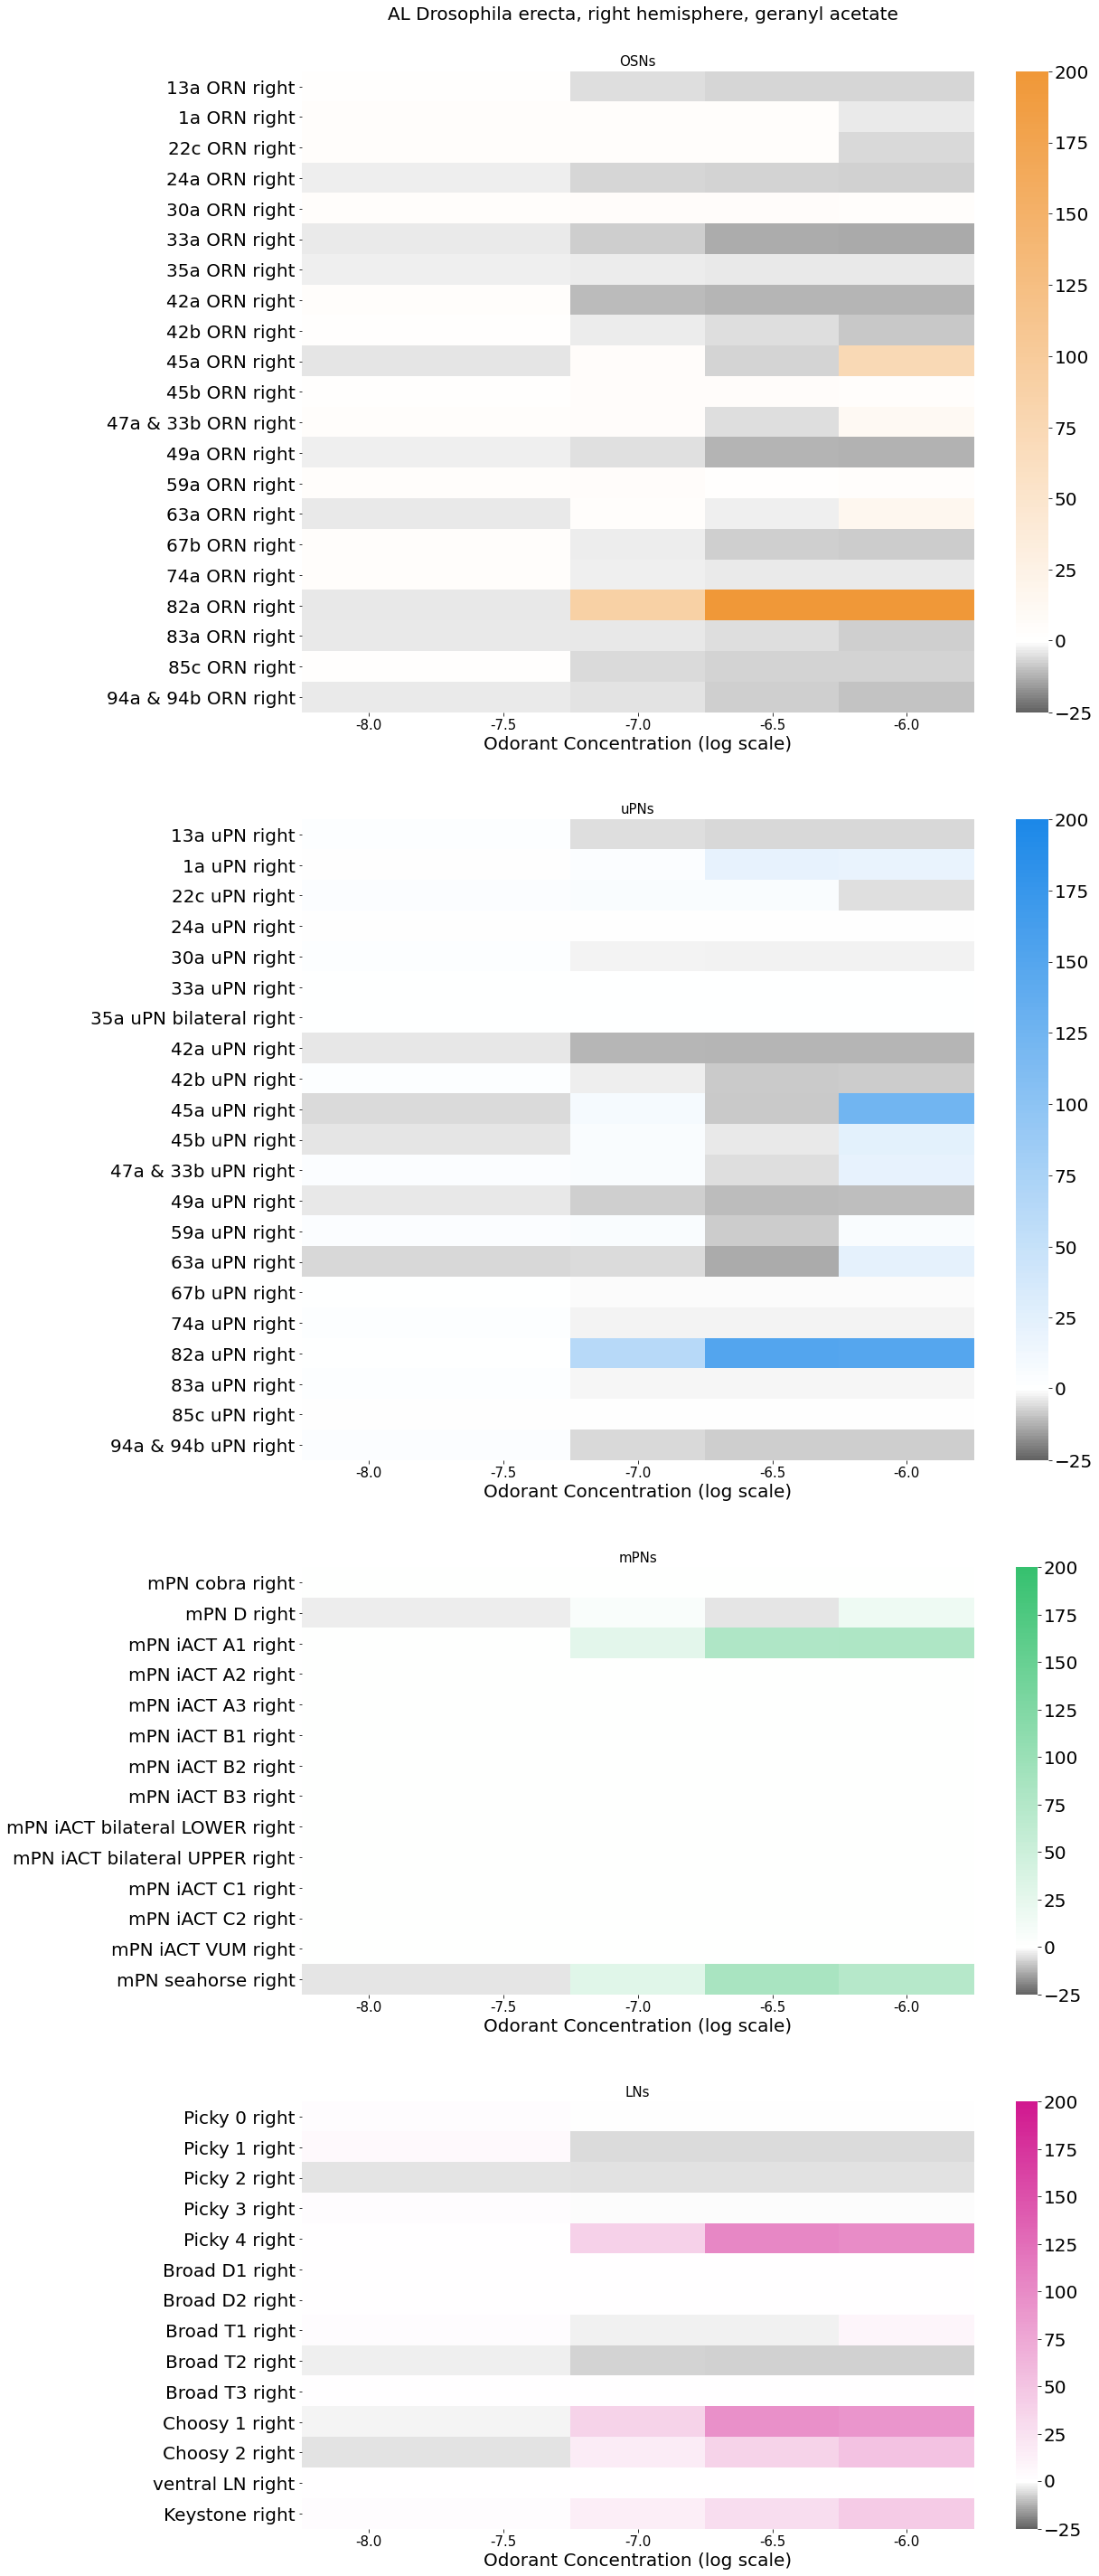 AL Drosophila erecta, right hemisphere, geranyl acetate
OSNs
13a ORN right
1a ORN right
22c ORN right
24a ORN right
30a ORN right
33a ORN right
35a ORN right
42a ORN right
42b ORN right
45a ORN right
45b ORN right
47a & 33b ORN right
49a ORN right
59a ORN right
63a ORN right
67b ORN right
74a ORN right
82a ORN right
83a ORN right
85c ORN right
94a & 94b ORN right
-8.0 -7.5 -7.0 -6.5 -6.0
Odorant Concentration (log scale)
200
175
150
125
100
75
50
25
0
−25
uPNs
13a uPN right
1a uPN right
22c uPN right
24a uPN right
30a uPN right
33a uPN right
35a uPN bilateral right
42a uPN right
42b uPN right
45a uPN right
45b uPN right
47a & 33b uPN right
49a uPN right
59a uPN right
63a uPN right
67b uPN right
74a uPN right
82a uPN right
83a uPN right
85c uPN right
94a & 94b uPN right
-8.0 -7.5 -7.0 -6.5 -6.0
Odorant Concentration (log scale)
200
175
150
125
100
75
50
25
0
−25
mPNs
mPN cobra right
mPN D right
mPN iACT A1 right
mPN iACT A2 right
mPN iACT A3 right
mPN iACT B1 right
mPN iACT B2 right
mPN iACT B3 right
mPN iACT bilateral LOWER right
mPN iACT bilateral UPPER right
mPN iACT C1 right
mPN iACT C2 right
mPN iACT VUM right
mPN seahorse right
-8.0 -7.5 -7.0 -6.5 -6.0
Odorant Concentration (log scale)
200
175
150
125
100
75
50
25
0
−25
LNs
Picky 0 right
Picky 1 right
Picky 2 right
Picky 3 right
Picky 4 right
Broad D1 right
Broad D2 right
Broad T1 right
Broad T2 right
Broad T3 right
Choosy 1 right
Choosy 2 right
ventral LN right
Keystone right
-8.0 -7.5 -7.0 -6.5 -6.0
Odorant Concentration (log scale)
200
175
150
125
100
75
50
25
0
−25